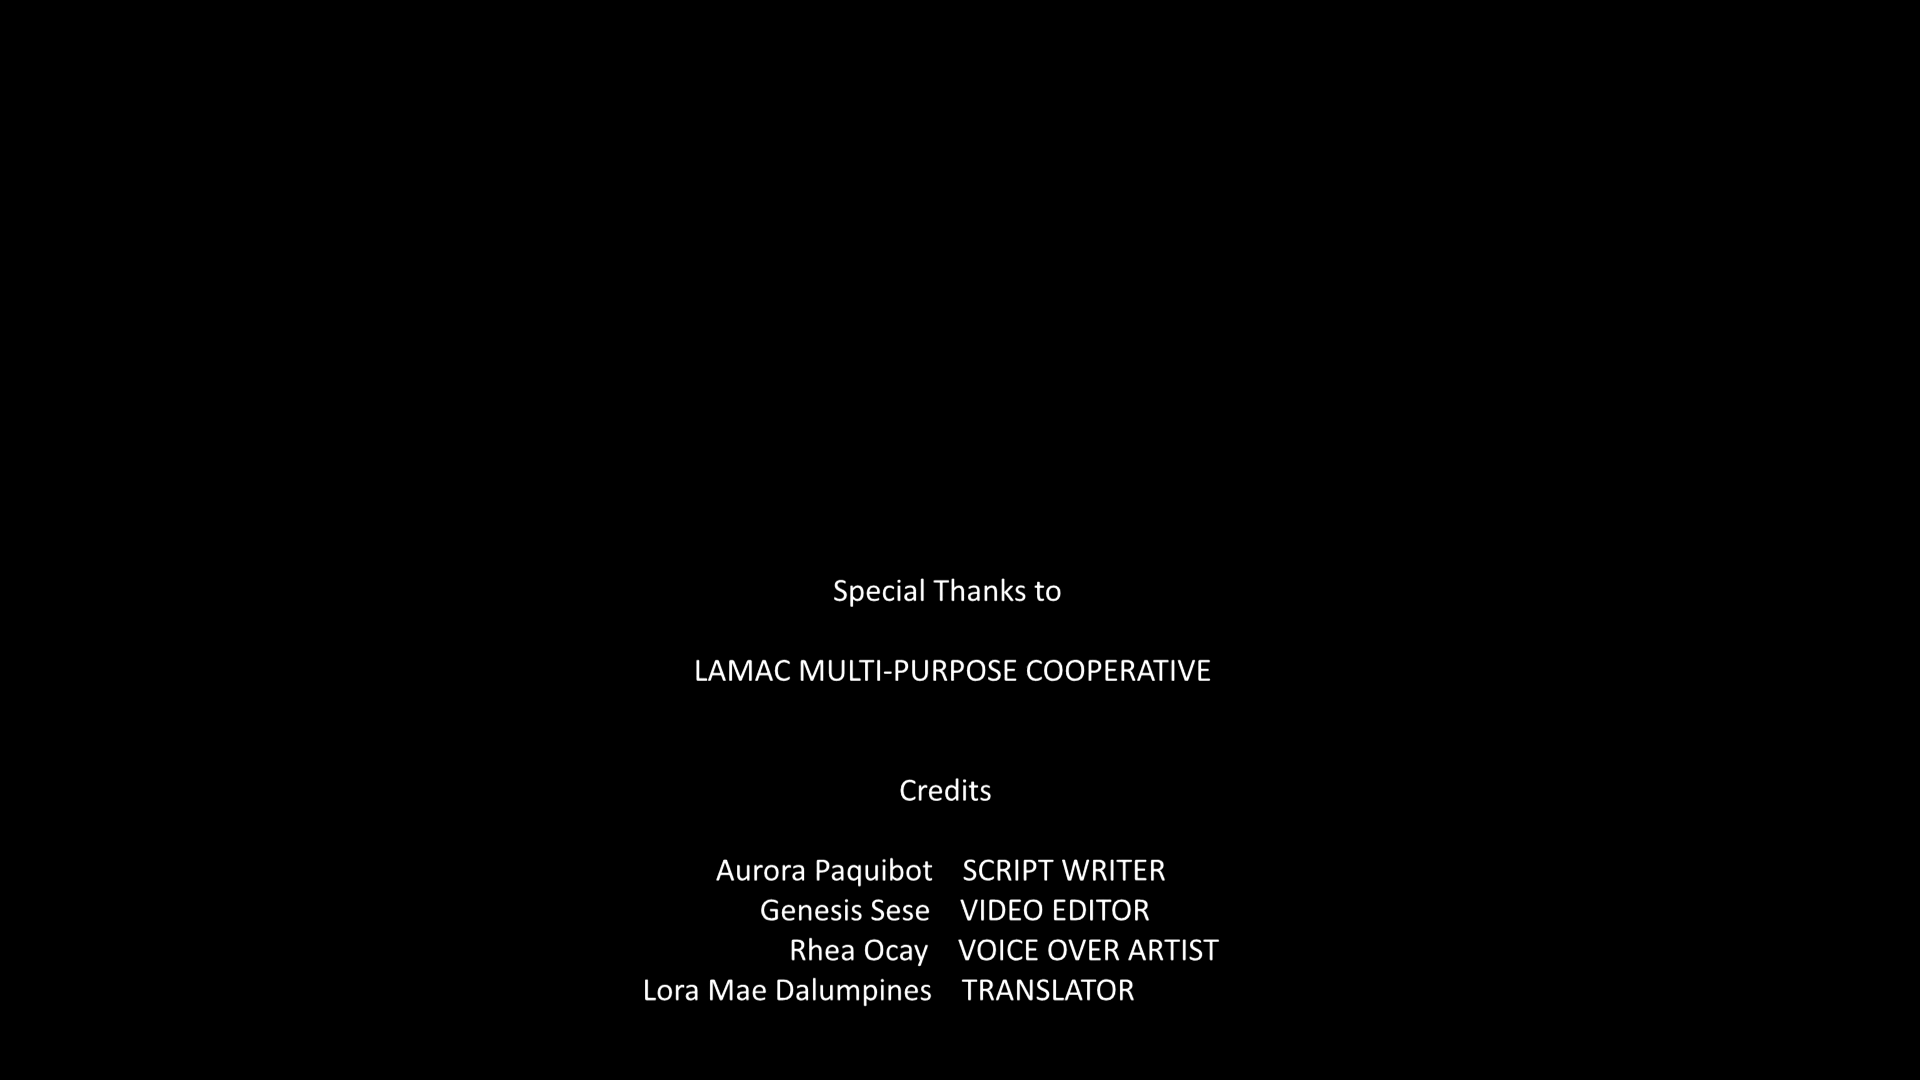 Special Thanks to
LAMAC MULTI-PURPOSE COOPERATIVE
Credits
Aurora Paquibot SCRIPT WRITER
Genesis Sese VIDEO EDITOR
Rhea Ocay VOICE OVER ARTIST
Lora Mae Dalumpines TRANSLATOR